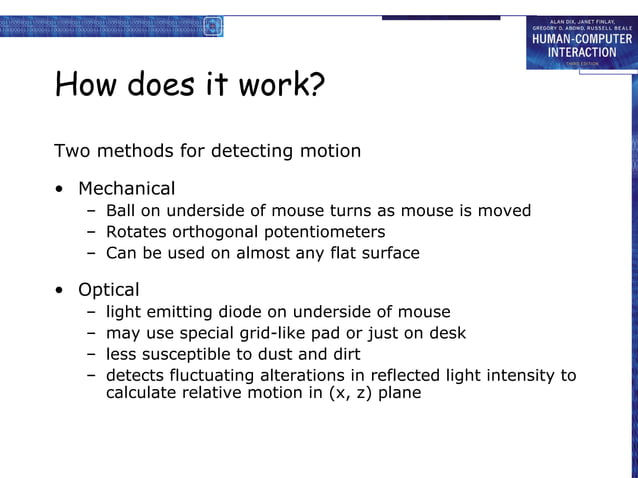 ALAN DIX, JANET FINLAY,
GREGORY D. ABOWD, RUSSELL BEALE
HUMAN-COMPUTER
INTERACTION
THIRD EDITION
How does it work?
Two methods for detecting motion
• Mechanical
– Ball on underside of mouse turns as mouse is moved
– Rotates orthogonal potentiometers
– Can be used on almost any flat surface
• Optical
– light emitting diode on underside of mouse
– may use special grid-like pad or just on desk
– less susceptible to dust and dirt
– detects fluctuating alterations in reflected light intensity to
calculate relative motion in (x, z) plane